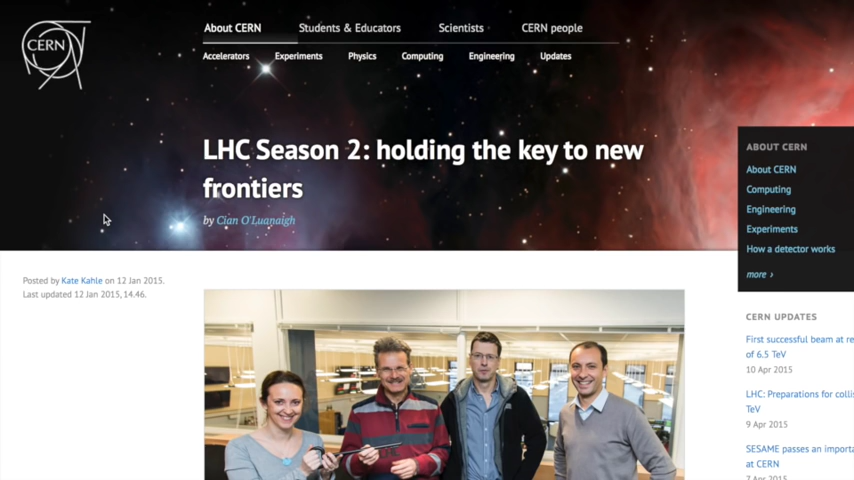 CERN
About CERN Students & Educators Scientists CERN people
Accelerators Experiments Physics Computing Engineering Updates
LHC Season 2: holding the key to new
frontiers
by Cian O'Luanaigh
Posted by Kate Kahle on 12 Jan 2015.
Last updated 12 Jan 2015, 14.46.
ABOUT CERN
About CERN
Computing
Engineering
Experiments
How a detector works
more ›
CERN UPDATES
First successful beam at re
of 6.5 TeV
10 Apr 2015
LHC: Preparations for colli
TeV
9 Apr 2015
SESAME passes an importa
at CERN
7 Apr 2015